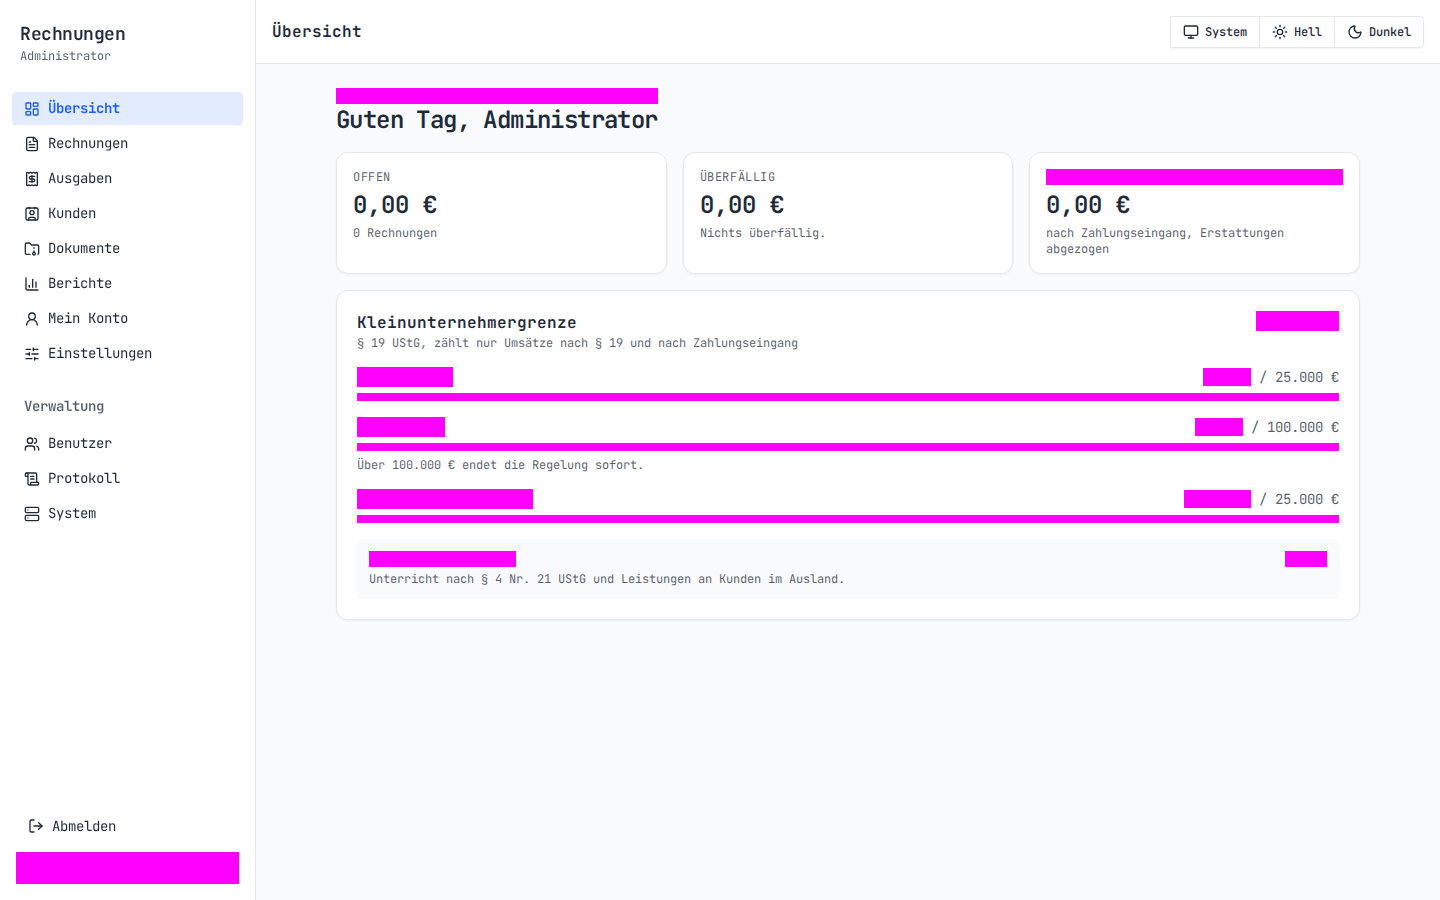 Rechnungen
Administrator
Übersicht
Rechnungen
Ausgaben
Kunden
Dokumente
Berichte
Mein Konto
Einstellungen
Verwaltung
Benutzer
Protokoll
System
Abmelden
Übersicht
System
Hell
Dunkel
Guten Tag, Administrator
OFFEN
0,00 €
0 Rechnungen
ÜBERFÄLLIG
0,00 €
Nichts überfällig.
0,00 €
nach Zahlungseingang, Erstattungen
abgezogen
Kleinunternehmergrenze
§ 19 UStG, zählt nur Umsätze nach § 19 und nach Zahlungseingang
/ 25.000 €
/ 100.000 €
Über 100.000 € endet die Regelung sofort.
/ 25.000 €
Unterricht nach § 4 Nr. 21 UStG und Leistungen an Kunden im Ausland.